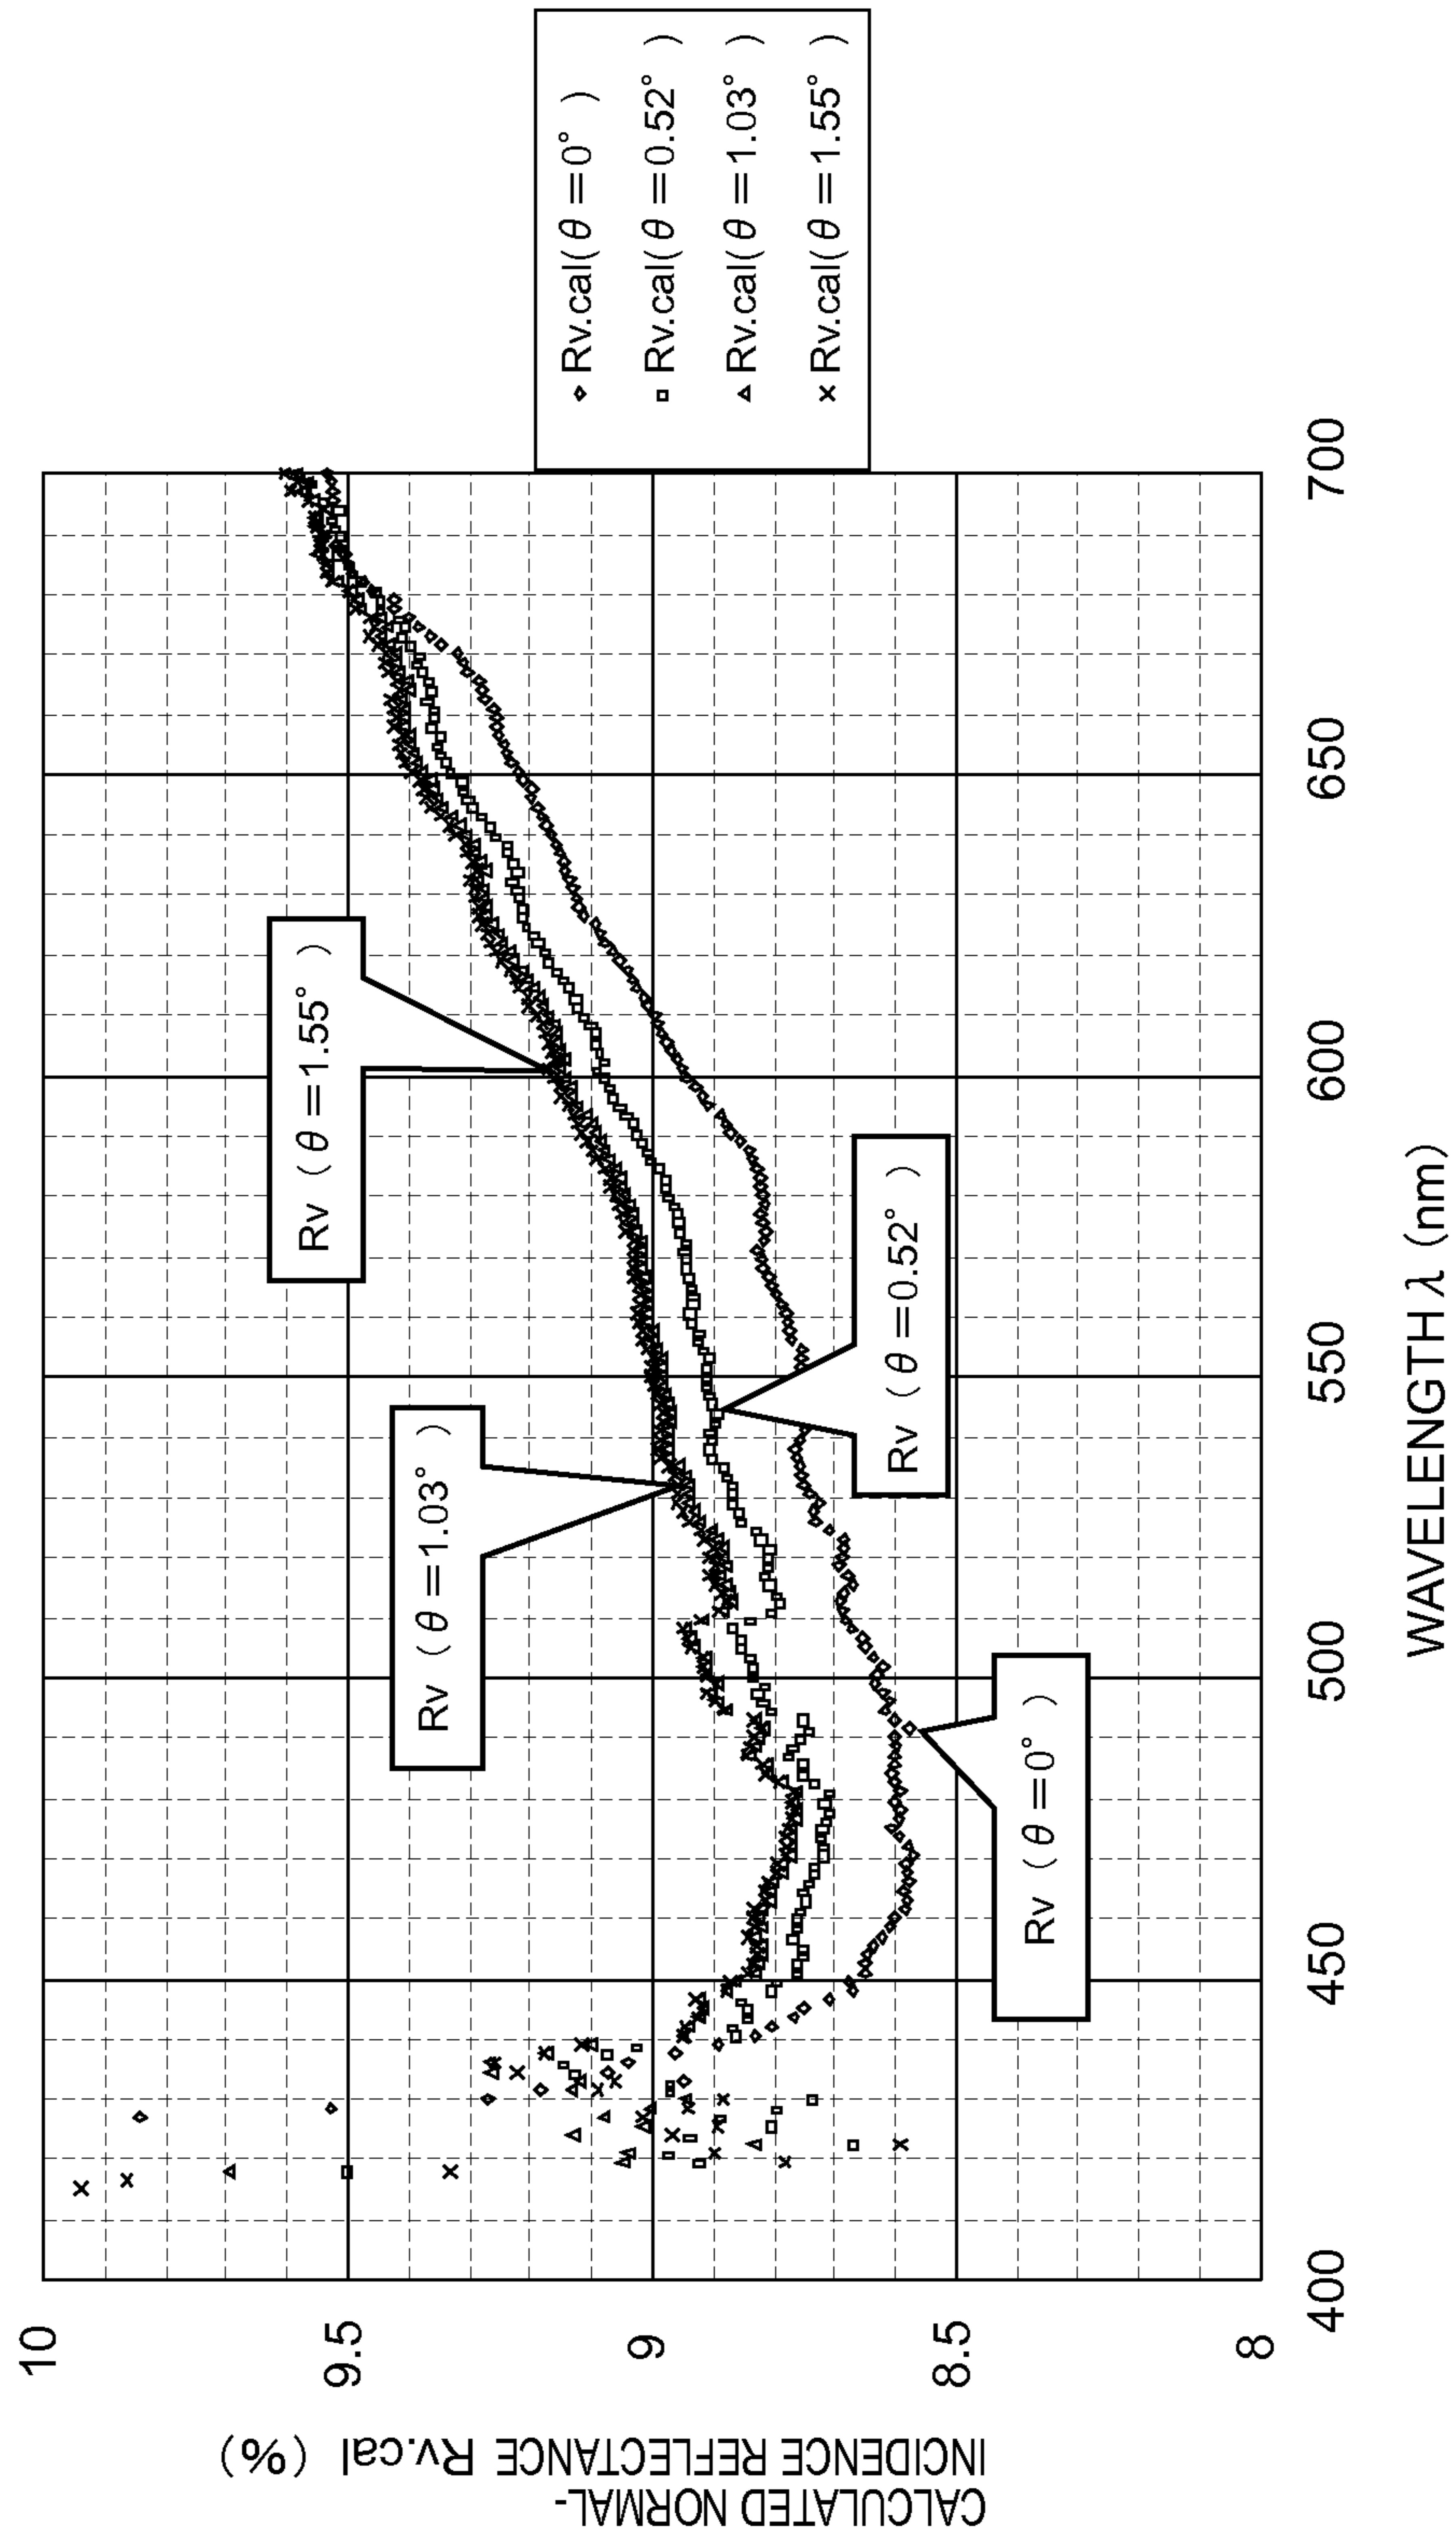 CALCULATED NORMAL-
INCIDENCE REFLECTANCE Rv.cal (%)
10
9.5
9
8.5
8
400
450
500
550
600
650
700
WAVELENGTH λ (nm)
Rv (θ=1.55°)
Rv (θ=1.03°)
Rv (θ=0.52°)
Rv (θ=0°)
Rv.cal(θ=0°)
Rv.cal(θ=0.52°)
Rv.cal(θ=1.03°)
Rv.cal(θ=1.55°)